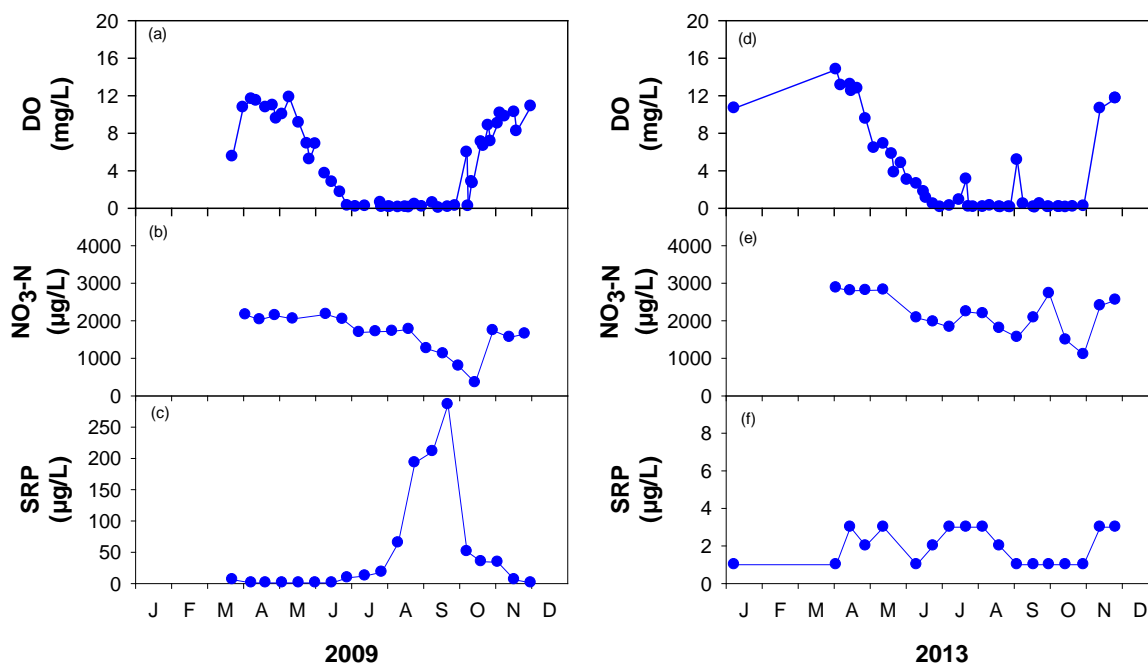 (a)
DO
(mg/L)
20
16
12
8
4
0
(b)
NO3-N
(µg/L)
4000
3000
2000
1000
0
(c)
SRP
(µg/L)
250
200
150
100
50
0
J F M A M J J A S O N D
2009
(d)
DO
(mg/L)
20
16
12
8
4
0
(e)
NO3-N
(µg/L)
4000
3000
2000
1000
0
(f)
SRP
(µg/L)
8
6
4
2
0
J F M A M J J A S O N D
2013